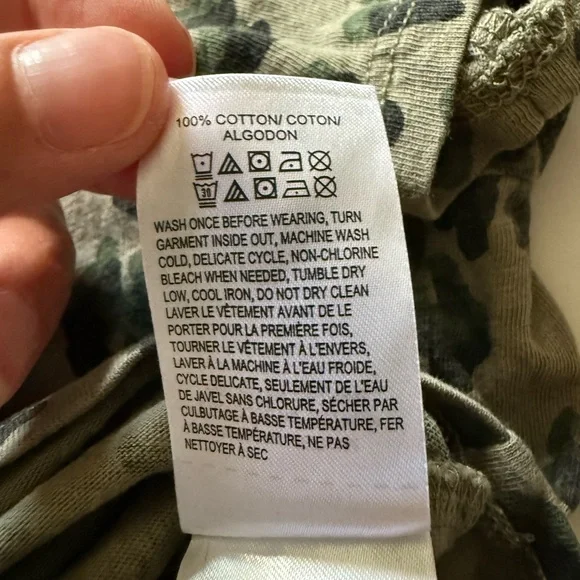 100% COTTON/ COTON/
ALGODON
30
WASH ONCE BEFORE WEARING, TURN
GARMENT INSIDE OUT, MACHINE WASH
COLD, DELICATE CYCLE, NON-CHLORINE
BLEACH WHEN NEEDED, TUMBLE DRY
LOW, COOL IRON, DO NOT DRY CLEAN
LAVER LE VÊTEMENT AVANT DE LE
PORTER POUR LA PREMIÈRE FOIS,
TOURNER LE VÊTEMENT À L'ENVERS,
LAVER À LA MACHINE À L'EAU FROIDE,
CYCLE DELICATE, SEULEMENT DE L'EAU
DE JAVEL SANS CHLORURE, SÉCHER PAR
CULBUTAGE À BASSE TEMPÉRATURE, FER
À BASSE TEMPÉRATURE, NE PAS
NETTOYER À SEC